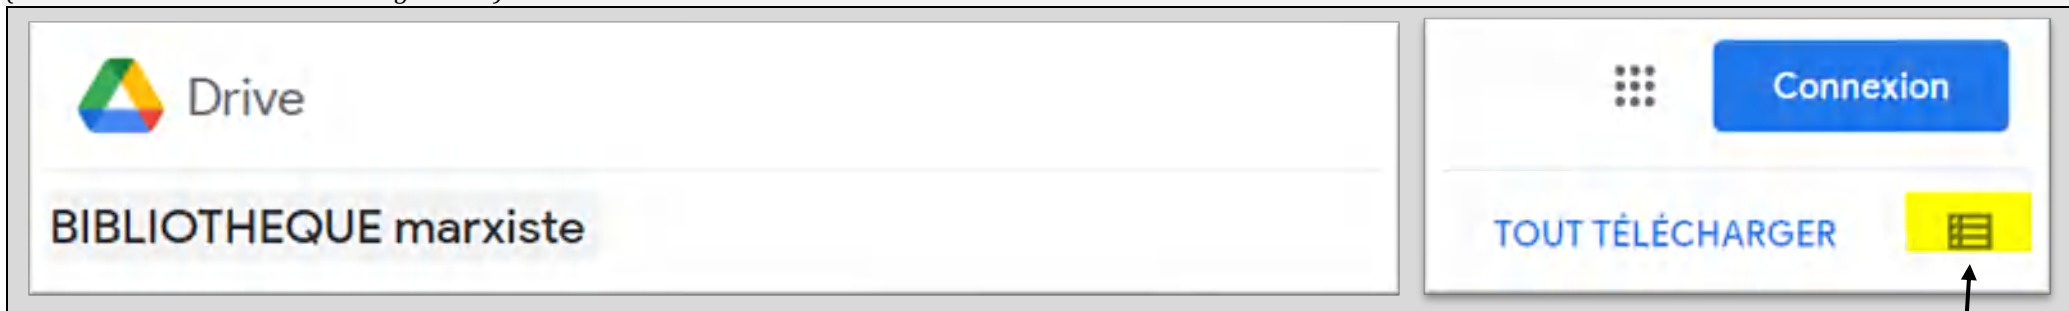 Drive
Connexion
BIBLIOTHEQUE marxiste
TOUT TÉLÉCHARGER